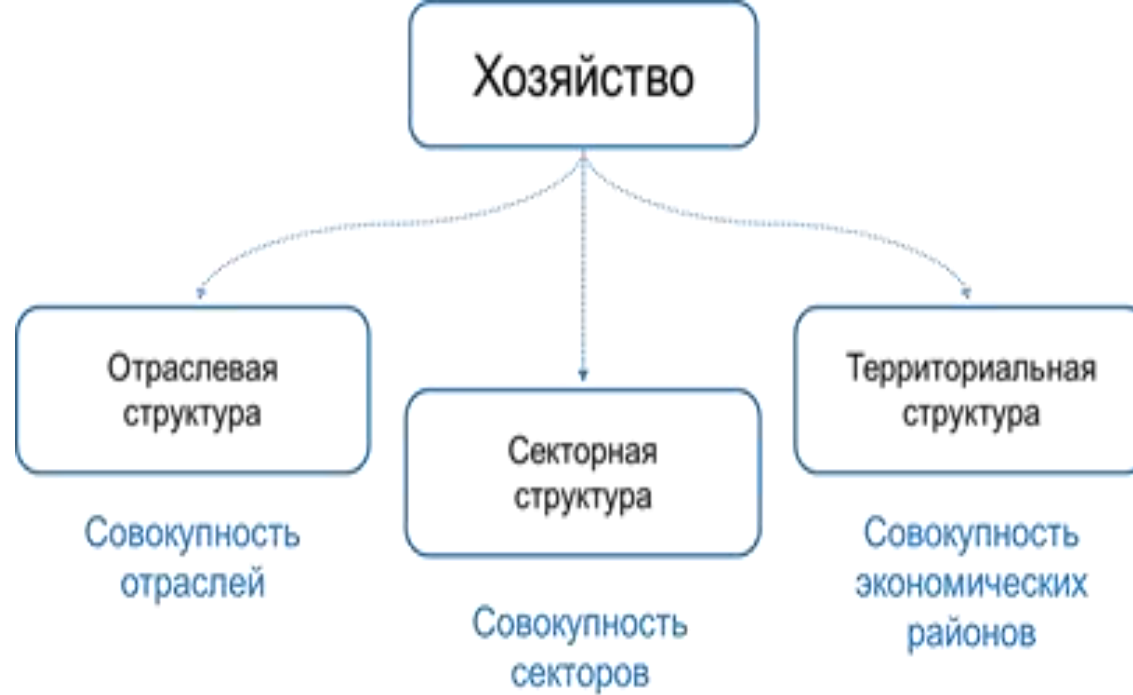 Хозяйство
Отраслевая
структура
Совокупность
отраслей
Секторная
структура
Совокупность
секторов
Территориальная
структура
Совокупность
экономических
районов